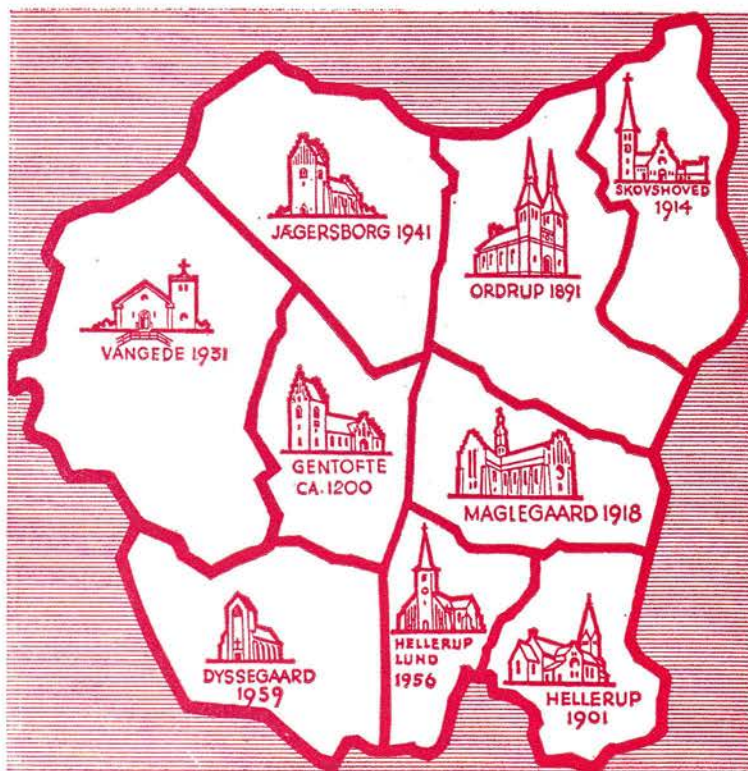 SKOVSHOVED
1914
JÆGERSBORG 1941
ORDRUP 1891
VANGEDE 1931
GENTOFTE
CA. 1200
MAGLEGAARD 1918
HELLERUP
LUND
1956
DYSSEGAARD
1959
HELLERUP
1901